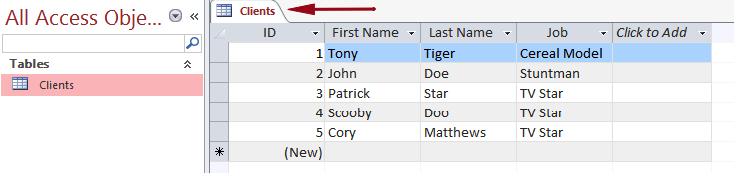 All Access Obje...
Tables
Clients
Clients
ID First Name Last Name Job Click to Add
1 Tony Tiger Cereal Model
2 John Doe Stuntman
3 Patrick Star TV Star
4 Scooby Doo TV Star
5 Cory Matthews TV Star
* (New)